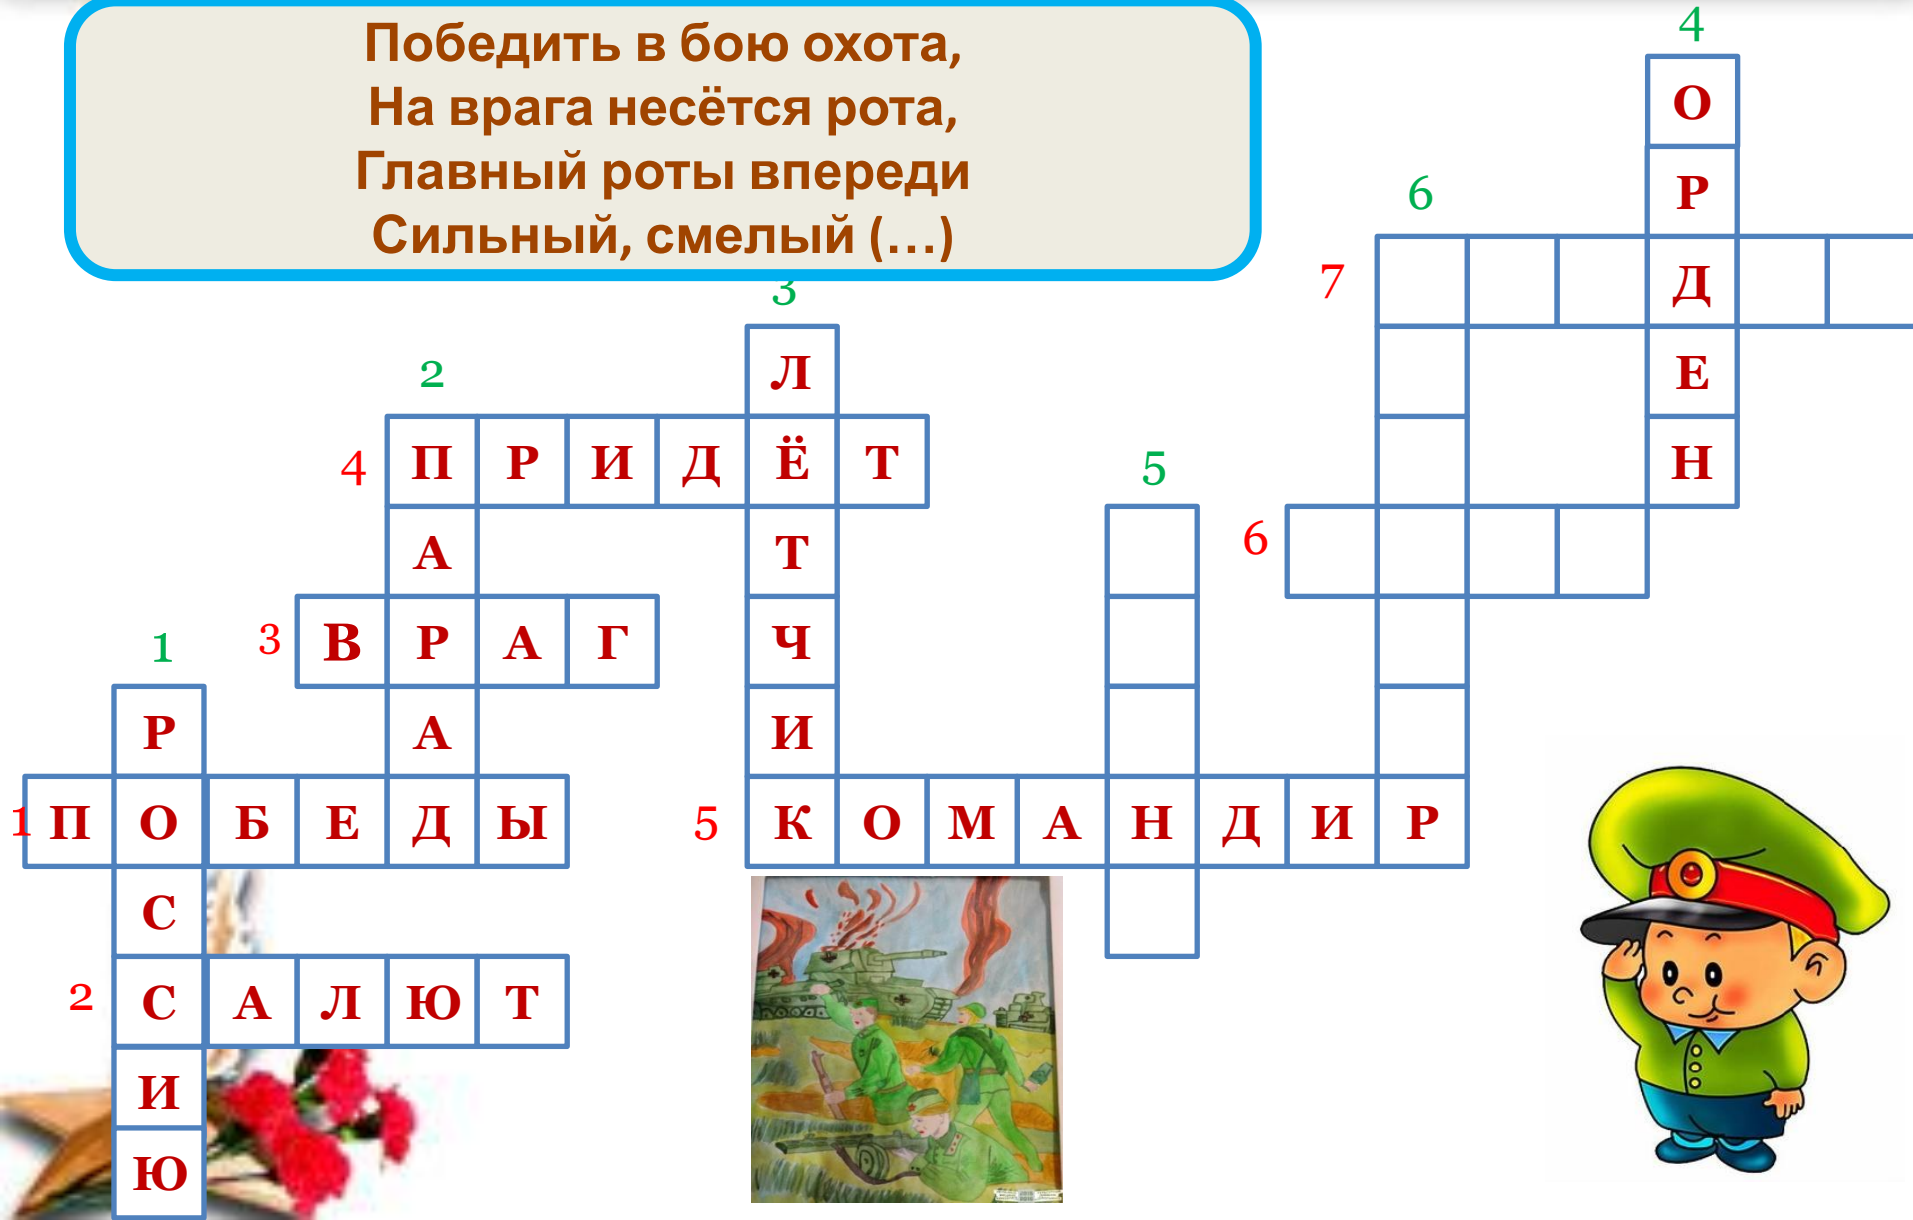 Победить в бою охота,
На врага несётся рота,
Главный роты впереди
Сильный, смелый (...)
4
О
Р
6
7
Д
3
Л
Е
2
4 П Р И Д Ё Т
Н
5
А
Т
6
3 В Р А Г
Ч
1
Р
А
И
1 П О Б Е Д Ы
5 К О М А Н Д И Р
С
2 С А Л Ю Т
И
Ю